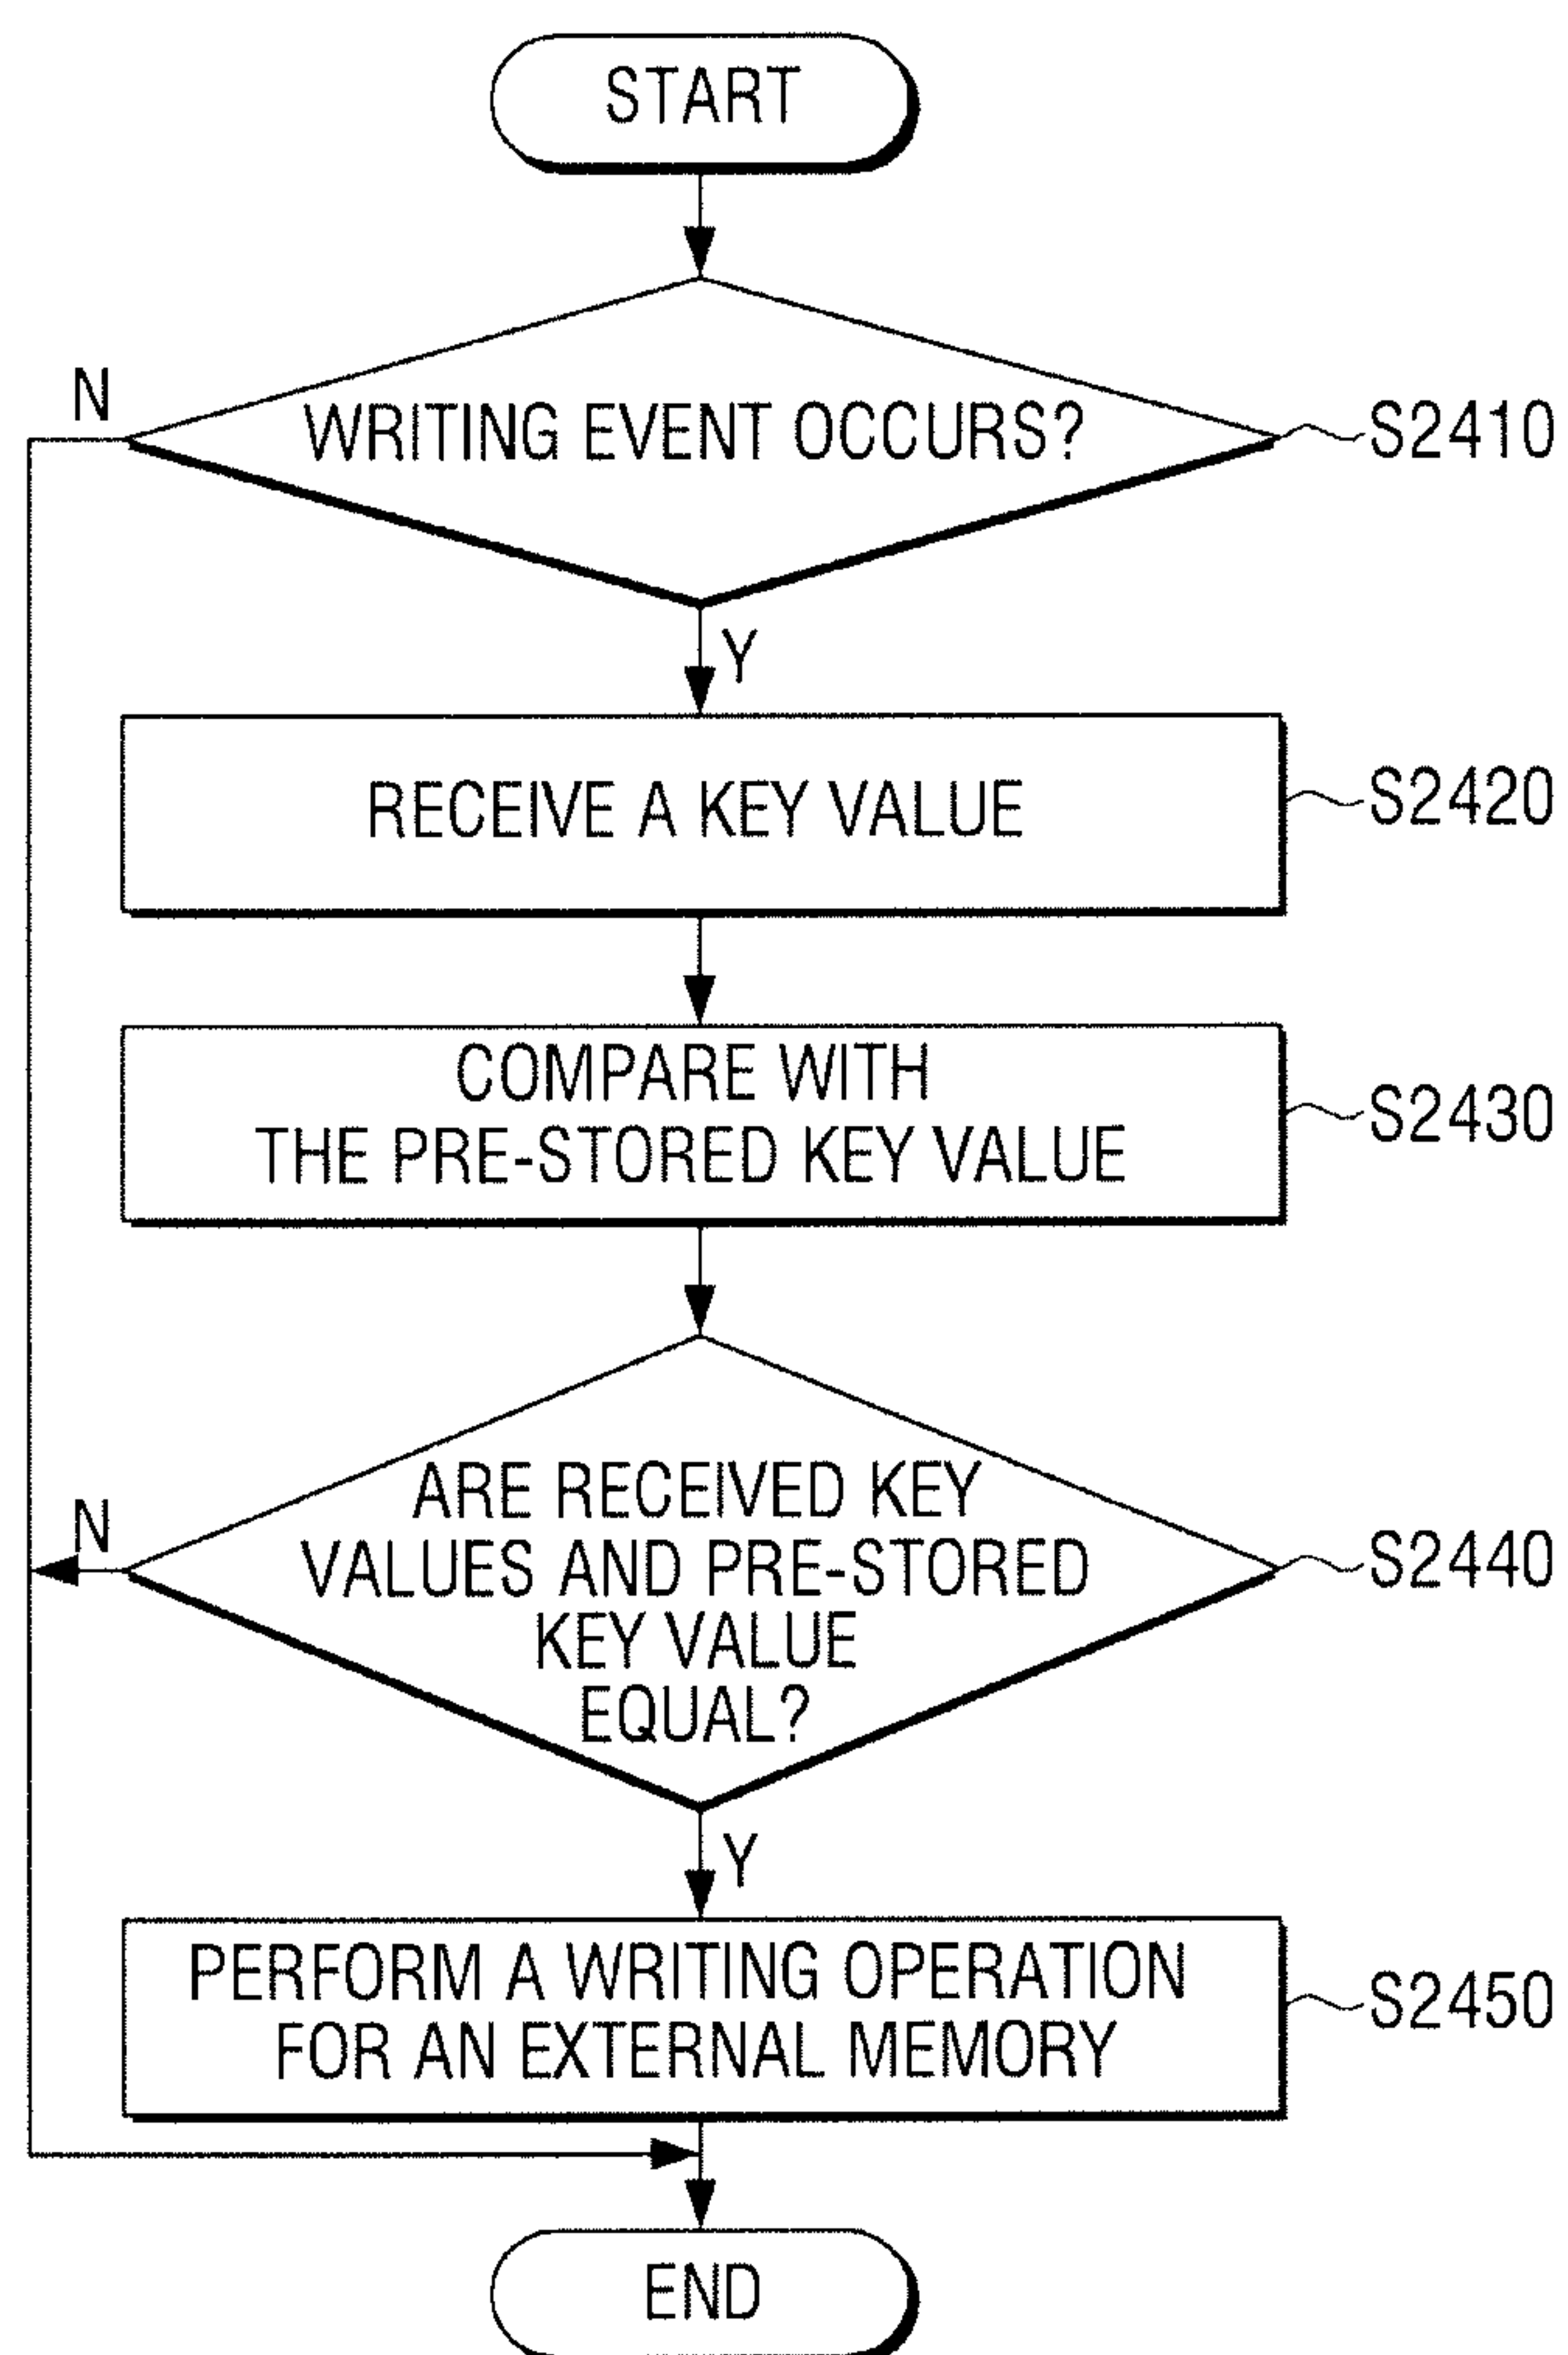 START
N
WRITING EVENT OCCURS?
S2410
Y
RECEIVE A KEY VALUE
S2420
COMPARE WITH
THE PRE-STORED KEY VALUE
S2430
ARE RECEIVED KEY
VALUES AND PRE-STORED
KEY VALUE
EQUAL?
N
S2440
Y
PERFORM A WRITING OPERATION
FOR AN EXTERNAL MEMORY
S2450
END